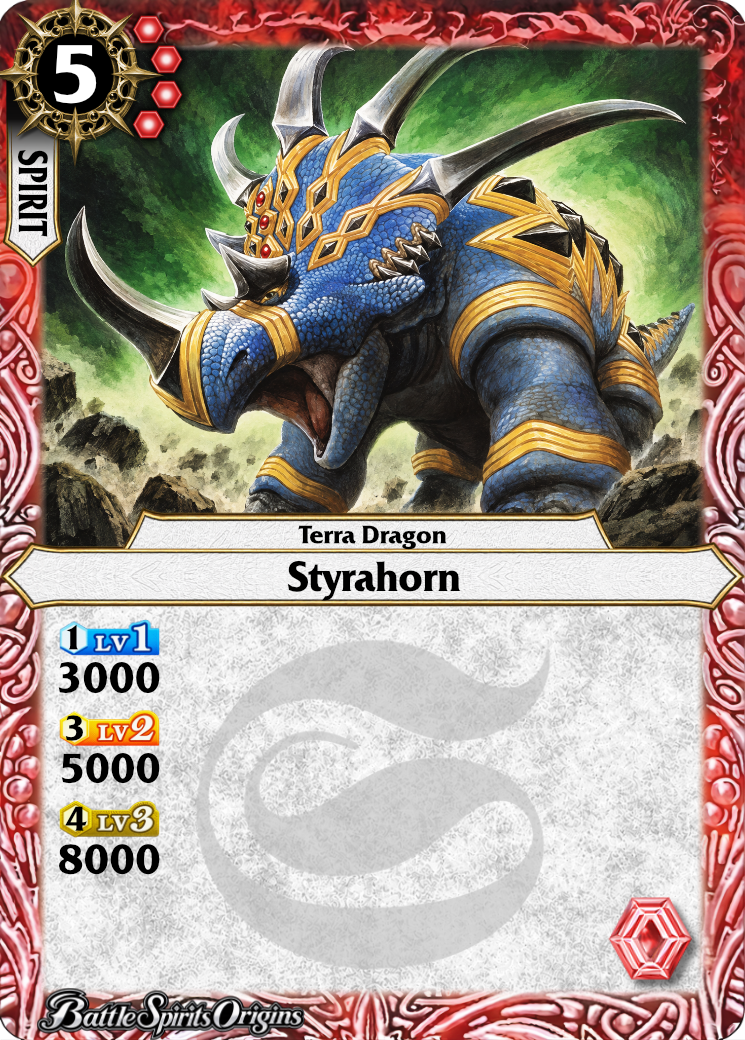 5
SPIRIT
Terra Dragon
Styrahorn
1 LV1
3000
3 LV2
5000
4 LV3
8000
Battle Spirits Origins